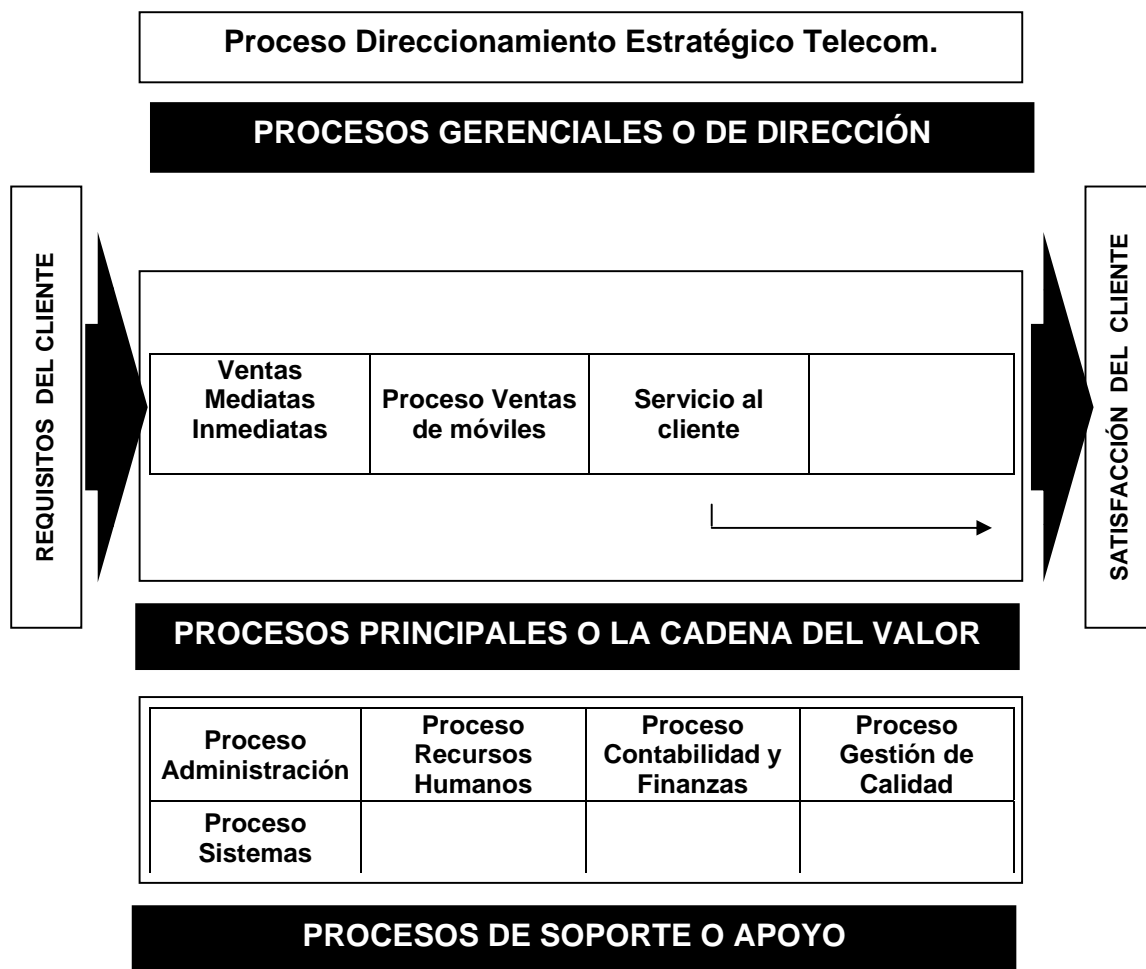 Proceso Direccionamiento Estratégico Telecom.
PROCESOS GERENCIALES O DE DIRECCIÓN
REQUISITOS DEL CLIENTE
Ventas
Mediatas
Inmediatas
Proceso Ventas
de móviles
Servicio al
cliente
SATISFACCIÓN DEL CLIENTE
PROCESOS PRINCIPALES O LA CADENA DEL VALOR
Proceso
Administración
Proceso
Recursos
Humanos
Proceso
Contabilidad y
Finanzas
Proceso
Gestión de
Calidad
Proceso
Sistemas
PROCESOS DE SOPORTE O APOYO